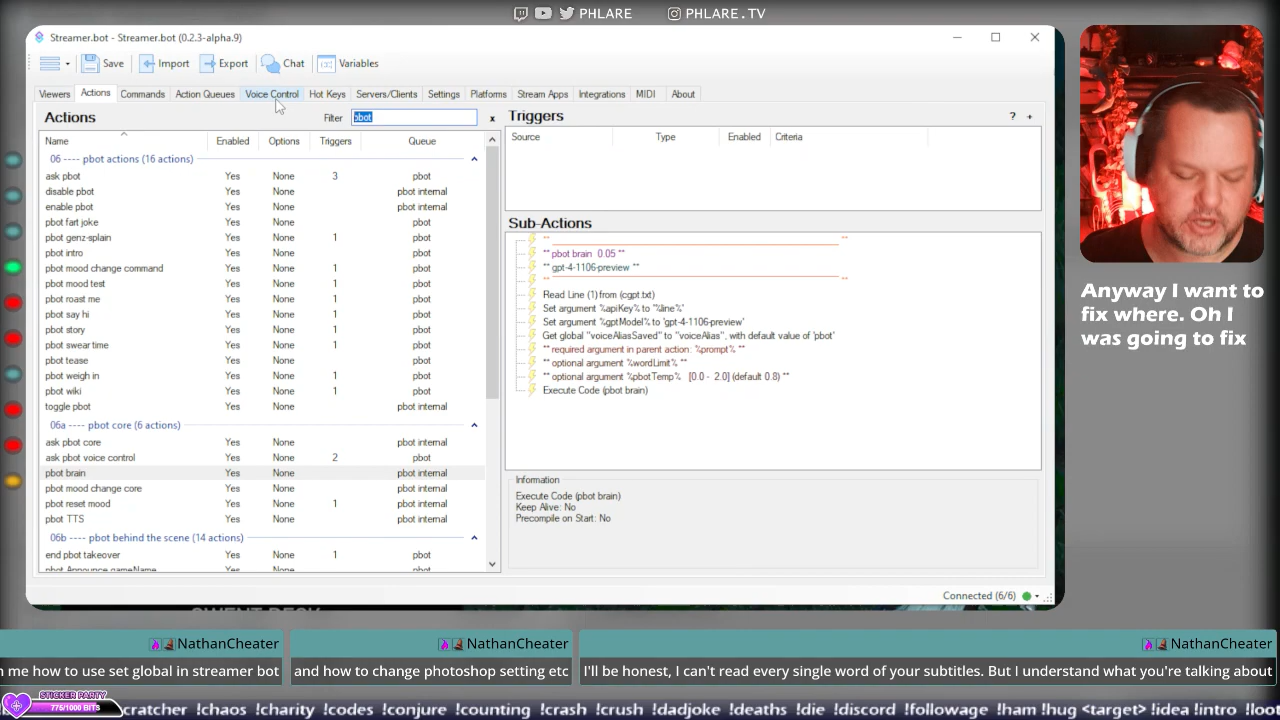 PHLARE PHLARE.TV
Streamer.bot - Streamer.bot (0.2.3-alpha.9)
Save Import Export Chat Variables
Viewers Actions Commands Action Queues Voice Control Hot Keys Servers/Clients Settings Platforms Stream Apps Integrations MIDI About
Actions
Filter pbot x
Name Enabled Options Triggers Queue
06 ---- pbot actions (16 actions)
ask pbot Yes None 3 pbot
disable pbot Yes None pbot internal
enable pbot Yes None pbot internal
pbot fart joke Yes None pbot
pbot genz-splain Yes None 1 pbot
pbot intro Yes None pbot
pbot mood change command Yes None 1 pbot
pbot mood test Yes None 1 pbot
pbot roast me Yes None 1 pbot
pbot say hi Yes None 1 pbot
pbot story Yes None 1 pbot
pbot swear time Yes None 1 pbot
pbot tease Yes None pbot
pbot weigh in Yes None 1 pbot
pbot wiki Yes None 1 pbot
toggle pbot Yes None pbot internal
06a ---- pbot core (6 actions)
ask pbot core Yes None pbot internal
ask pbot voice control Yes None 2 pbot
pbot brain Yes None pbot internal
pbot mood change core Yes None pbot internal
pbot reset mood Yes None 1 pbot internal
pbot TTS Yes None pbot internal
06b ---- pbot behind the scene (14 actions)
end pbot takeover Yes None 1 pbot
pbot Announce gameName Yes None pbot
Triggers ? +
Source Type Enabled Criteria
Sub-Actions
** ________________________________ **
** pbot brain 0.05 **
** gpt-4-1106-preview **
** ________________________________ **
Read Line (1) from (cgpt.txt)
Set argument %apiKey% to "%line%'
Set argument %gptModel% to 'gpt-4-1106-preview'
Get global "voiceAliasSaved" to "voiceAlias", with default value of 'pbot'
** required argument in parent action: %prompt% **
** optional argument %wordLimit% **
** optional argument %pbotTemp% [0.0 - 2.0] (default 0.8) **
Execute Code (pbot brain)
Information
Execute Code (pbot brain)
Keep Alive: No
Precompile on Start: No
Connected (6/6)
Anyway I want to
fix where. Oh I
was going to fix
NathanCheater NathanCheater NathanCheater
me how to use set global in streamer bot and how to change photoshop setting etc I'll be honest, I can't read every single word of your subtitles. But I understand what you're talking about
STICKER PARTY
775/1000 BITS
cratcher !chaos !charity !codes !conjure !counting !crash !crush !dadjoke !deaths !die !discord !followage !ham !hug <target> !idea !intro !loot